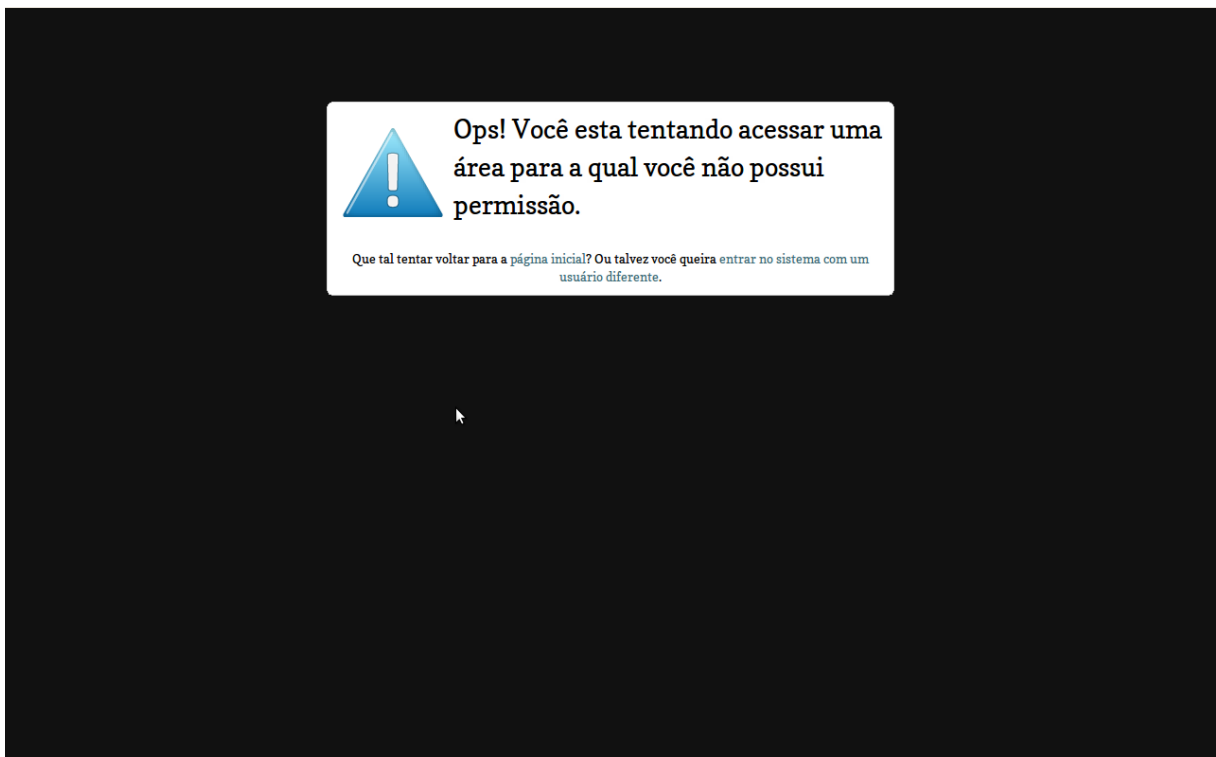 Ops! Você esta tentando acessar uma
área para a qual você não possui
permissão.
Que tal tentar voltar para a página inicial? Ou talvez você queira entrar no sistema com um
usuário diferente.